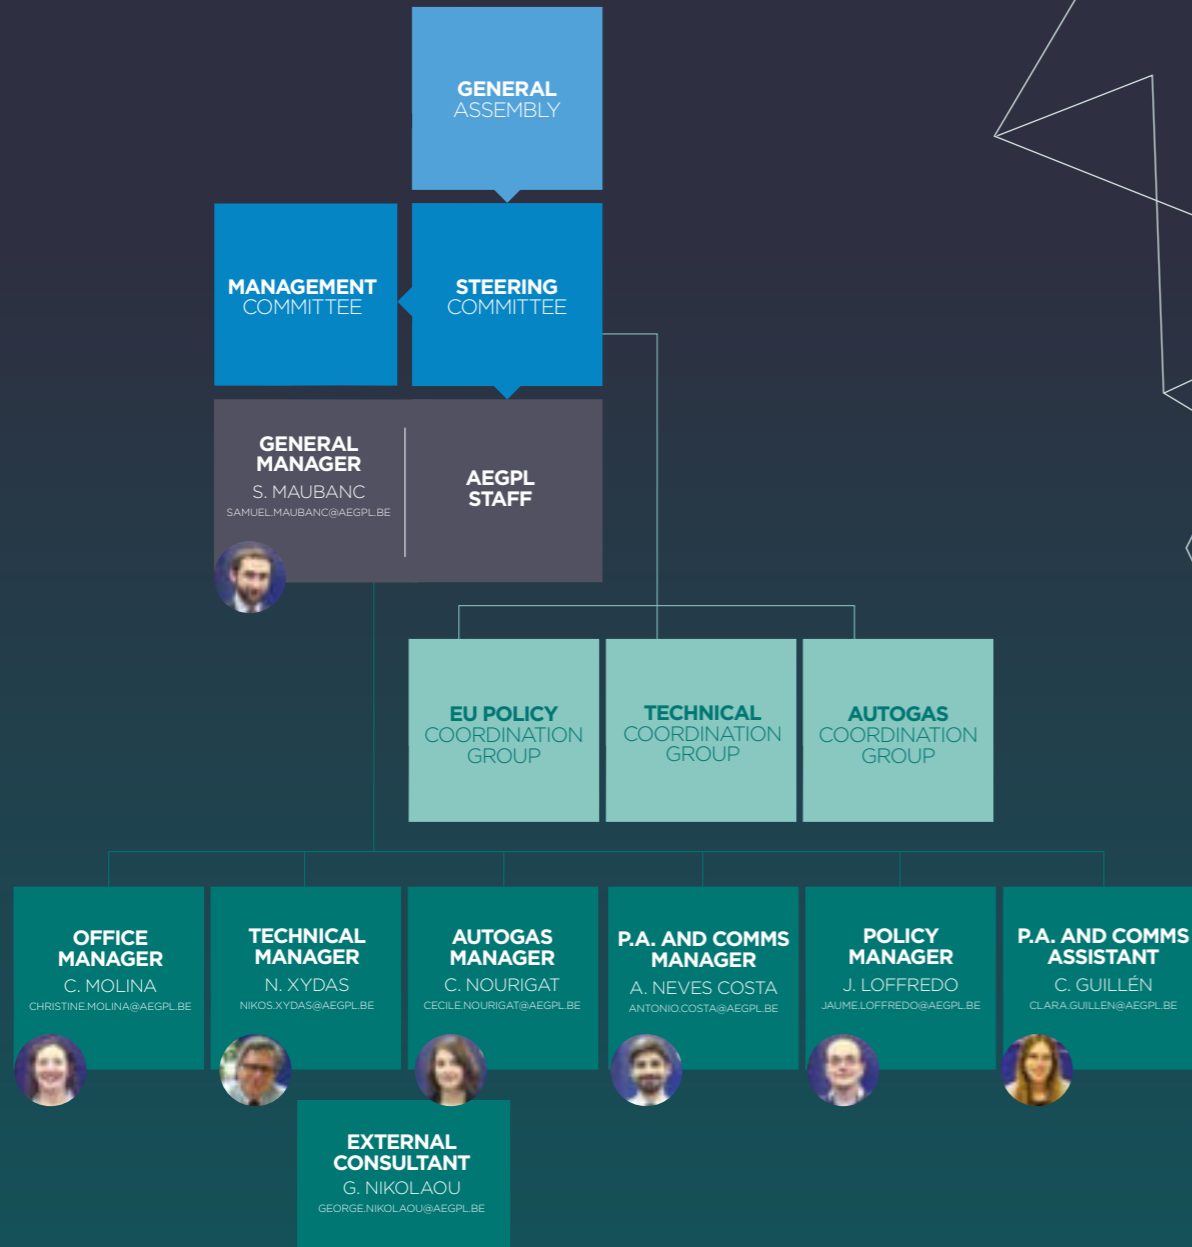 GENERAL
ASSEMBLY
MANAGEMENT
COMMITTEE
STEERING
COMMITTEE
GENERAL
MANAGER
S. MAUBANC
SAMUEL.MAUBANC@AEGPL.BE
AEGPL
STAFF
EU POLICY
COORDINATION
GROUP
TECHNICAL
COORDINATION
GROUP
AUTOGAS
COORDINATION
GROUP
OFFICE
MANAGER
C. MOLINA
CHRISTINE.MOLINA@AEGPL.BE
TECHNICAL
MANAGER
N. XYDAS
NIKOS.XYDAS@AEGPL.BE
AUTOGAS
MANAGER
C. NOURIGAT
CECILE.NOURIGAT@AEGPL.BE
P.A. AND COMMS
MANAGER
A. NEVES COSTA
ANTONIO.COSTA@AEGPL.BE
POLICY
MANAGER
J. LOFFREDO
JAUME.LOFFREDO@AEGPL.BE
P.A. AND COMMS
ASSISTANT
C. GUILLÉN
CLARA.GUILLEN@AEGPL.BE
EXTERNAL
CONSULTANT
G. NIKOLAOU
GEORGE.NIKOLAOU@AEGPL.BE